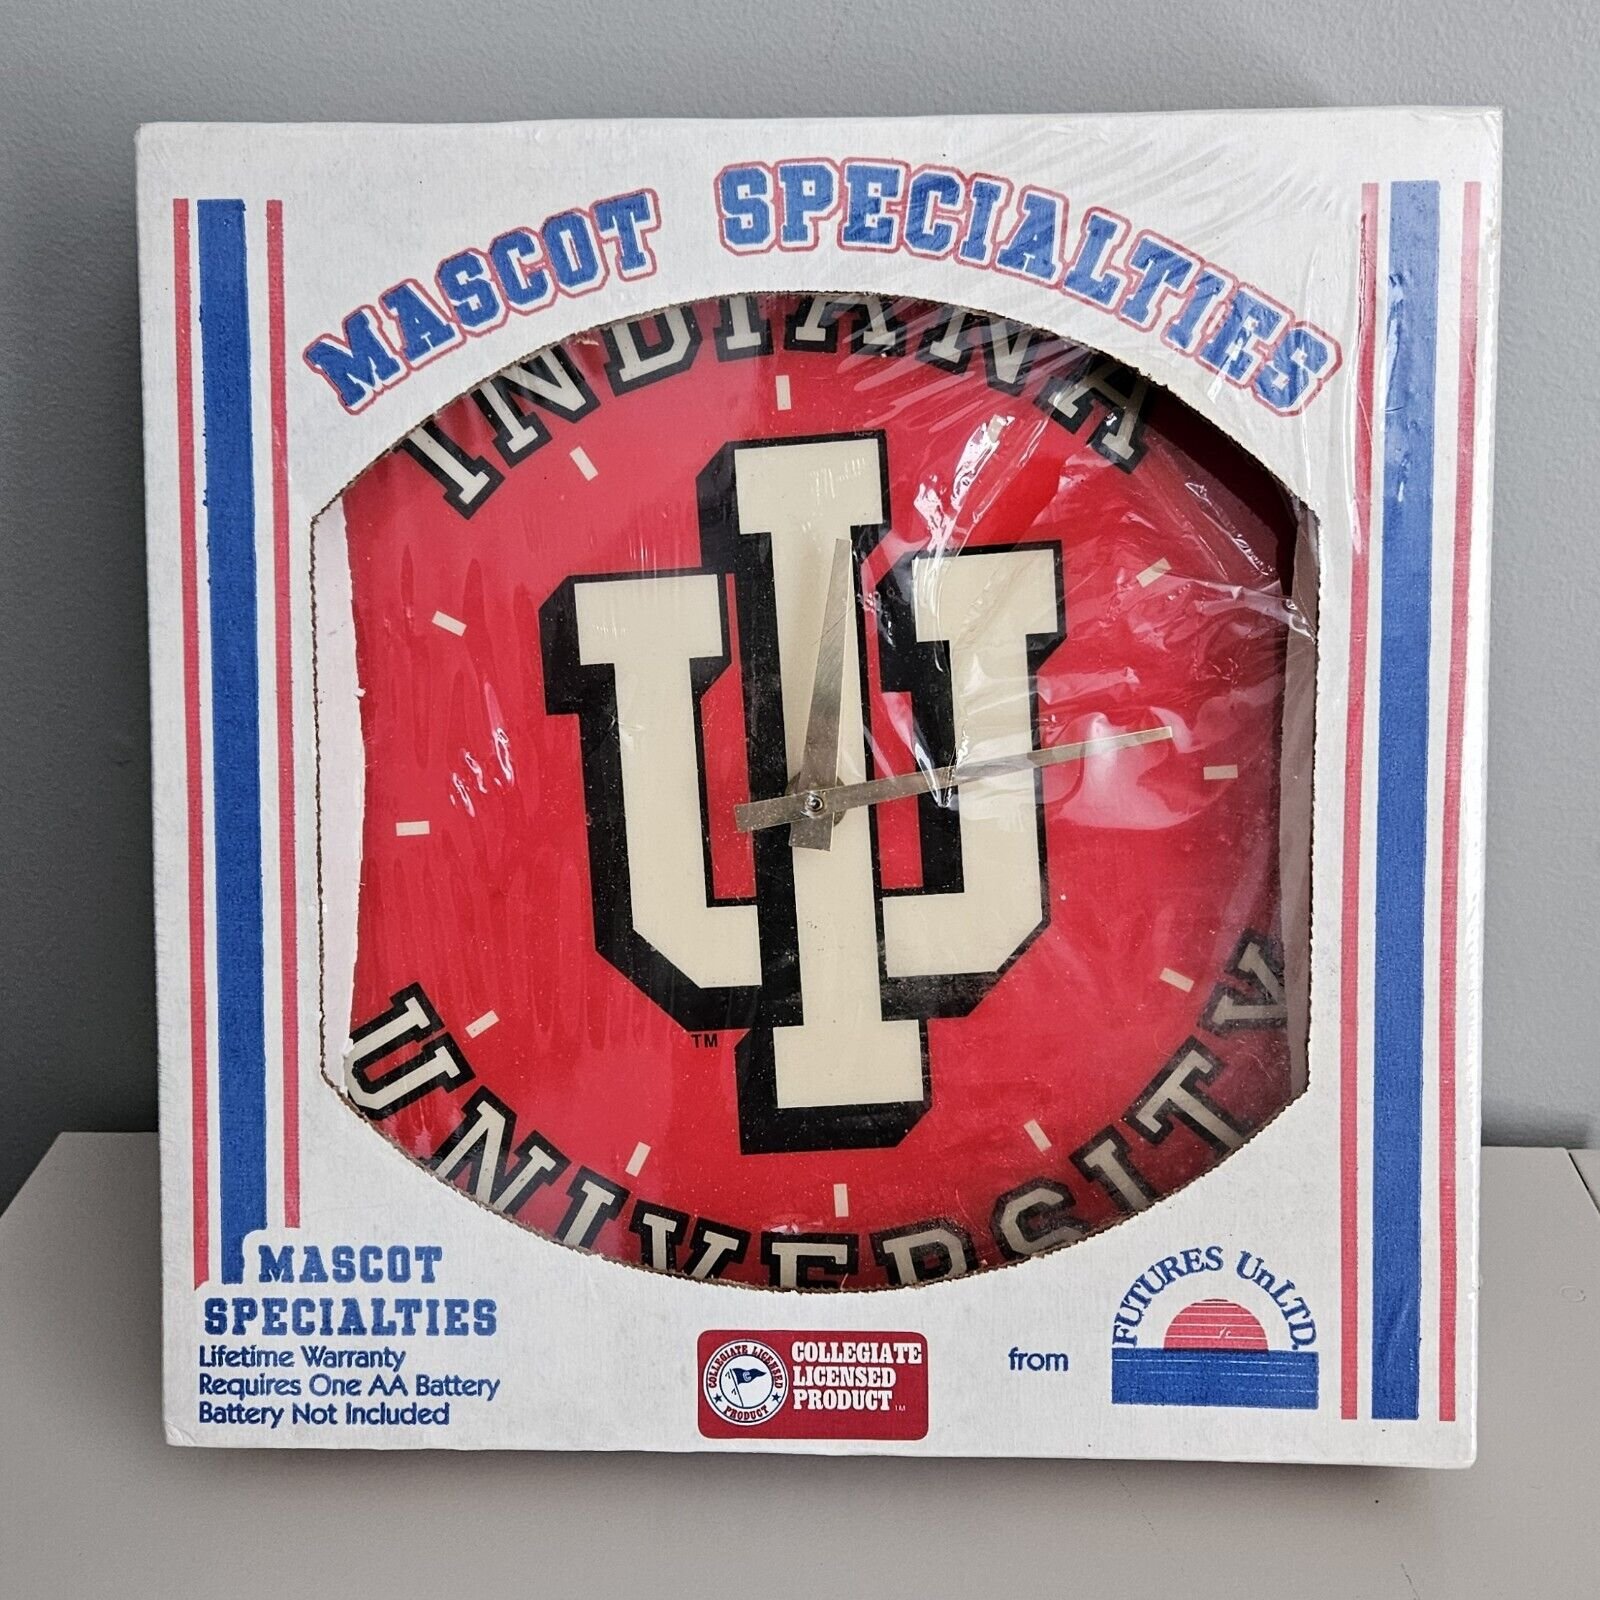 MASCOT SPECIALTIES
INDIANA
IU
TM
UNIVERSITY
MASCOT
SPECIALTIES
Lifetime Warranty
Requires One AA Battery
Battery Not Included
COLLEGIATE LICENSED
PRODUCT
COLLEGIATE
LICENSED
PRODUCT TM
from
FUTURES UnLTD.